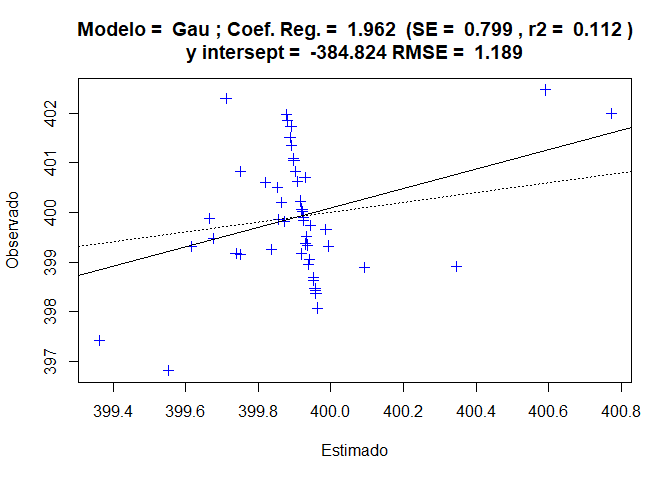 Modelo = Gau ; Coef. Reg. = 1.962 (SE = 0.799 , r2 = 0.112 )
y intersept = -384.824 RMSE = 1.189
Observado
402
401
400
399
398
397
399.4 399.6 399.8 400.0 400.2 400.4 400.6 400.8
Estimado